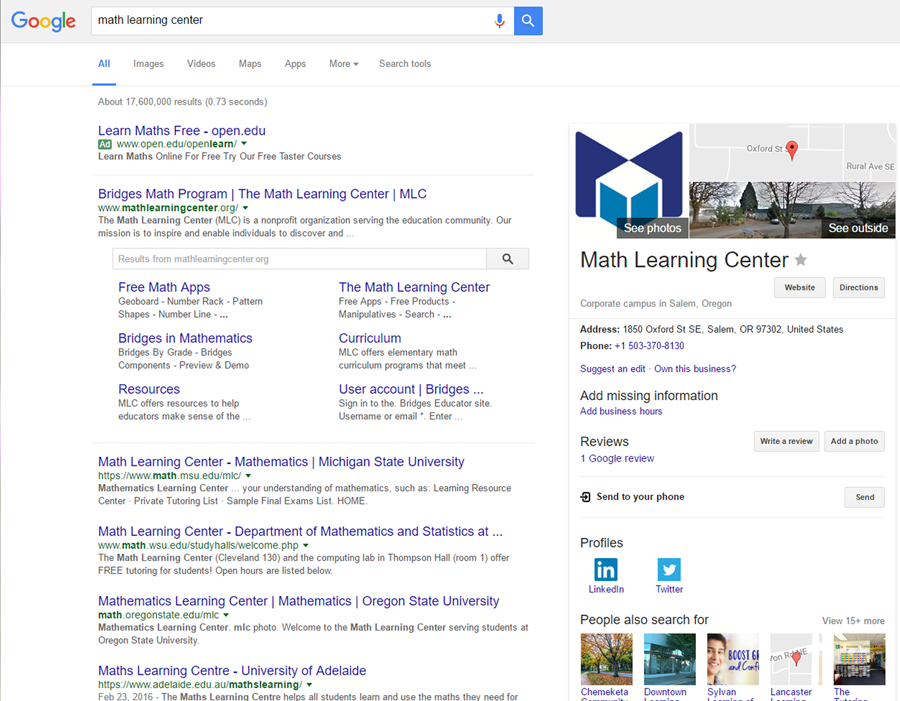 Google
math learning center
All Images Videos Maps Apps More Search tools
About 17,600,000 results (0.73 seconds)
Learn Maths Free - open.edu
Ad www.open.edu/openlearn/
Learn Maths Online For Free Try Our Free Taster Courses
Bridges Math Program | The Math Learning Center | MLC
www.mathlearningcenter.org/
The Math Learning Center (MLC) is a nonprofit organization serving the education community. Our
mission is to inspire and enable individuals to discover and ...
Results from mathlearningcenter.org
Free Math Apps
Geoboard - Number Rack - Pattern
Shapes - Number Line - ...
The Math Learning Center
Free Apps - Free Products -
Manipulatives - Search - ...
Bridges in Mathematics
Bridges By Grade - Bridges
Components - Preview & Demo
Curriculum
MLC offers elementary math
curriculum programs that meet ...
Resources
MLC offers resources to help
educators make sense of the ...
User account | Bridges ...
Sign in to the. Bridges Educator site.
Username or email *. Enter ...
Math Learning Center - Mathematics | Michigan State University
https://www.math.msu.edu/mlc/
Mathematics Learning Center ... your understanding of mathematics, such as: Learning Resource
Center · Private Tutoring List · Sample Final Exams List. HOME.
Math Learning Center - Department of Mathematics and Statistics at ...
www.math.wsu.edu/studyhalls/welcome.php
The Math Learning Center (Cleveland 130) and the computing lab in Thompson Hall (room 1) offer
FREE tutoring for students! Open hours are listed below.
Mathematics Learning Center | Mathematics | Oregon State University
math.oregonstate.edu/mlc
Mathematics Learning Center. mlc photo. Welcome to the Math Learning Center serving students at
Oregon State University.
Maths Learning Centre - University of Adelaide
https://www.adelaide.edu.au/mathslearning/
Feb 23, 2016 - The Maths Learning Centre helps all students learn and use the maths they need for
Oxford St
Rural Ave SE
See photos
See outside
Math Learning Center
Website Directions
Corporate campus in Salem, Oregon
Address: 1850 Oxford St SE, Salem, OR 97302, United States
Phone: +1 503-370-8130
Suggest an edit · Own this business?
Add missing information
Add business hours
Reviews
Write a review Add a photo
1 Google review
Send to your phone
Send
Profiles
LinkedIn Twitter
People also search for
View 15+ more
BOOST
and Conf
Chemeketa
Downtown
Sylvan
Learning of
Lancaster
The